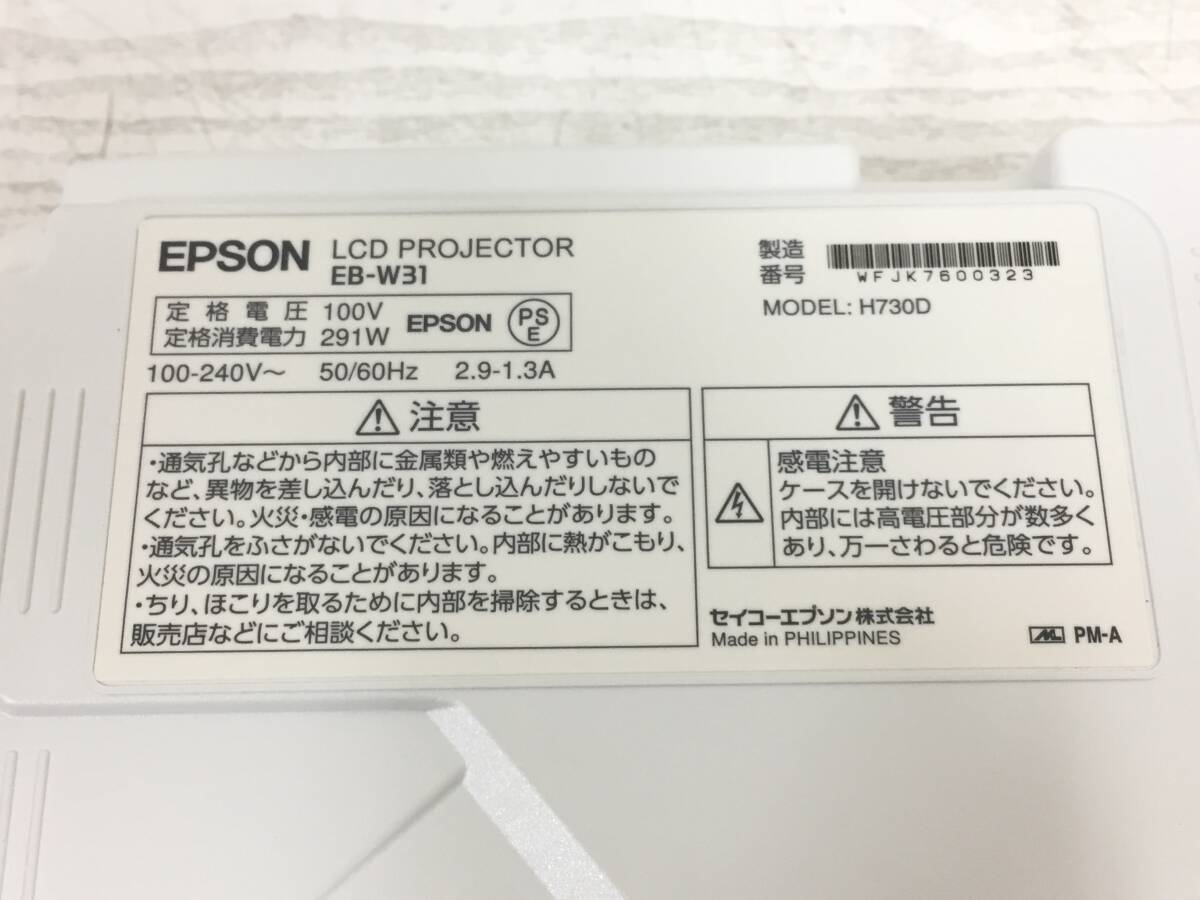 EPSON LCD PROJECTOR
EB-W31
定格電圧 100V
定格消費電力 291W
EPSON
PS
E
100-240V～ 50/60Hz 2.9-1.3A
製造
番号
WFJK7600323
MODEL: H730D
注意
・通気孔などから内部に金属類や燃えやすいもの
など、異物を差し込んだり、落とし込んだりしないで
ください。火災・感電の原因になることがあります。
・通気孔をふさがないでください。内部に熱がこもり、
火災の原因になることがあります。
・ちり、ほこりを取るために内部を掃除するときは、
販売店などにご相談ください。
警告
感電注意
ケースを開けないでください。
内部には高電圧部分が数多く
あり、万一さわると危険です。
セイコーエプソン株式会社
Made in PHILIPPINES
ML PM-A